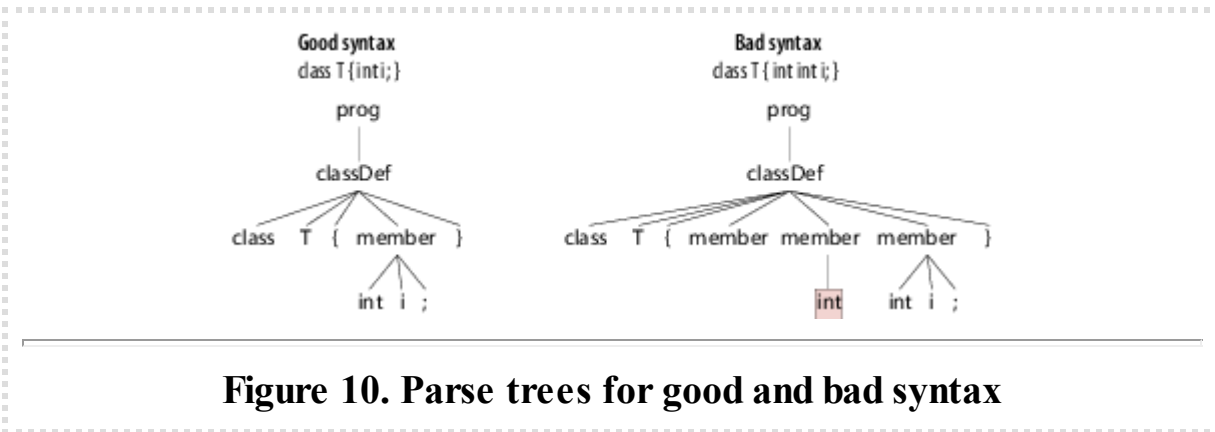 Good syntax Bad syntax
class T { int i; } class T { int int i; }
prog prog
classDef classDef
class T { member } class T { member member member }
int i ; int int i ;
Figure 10. Parse trees for good and bad syntax